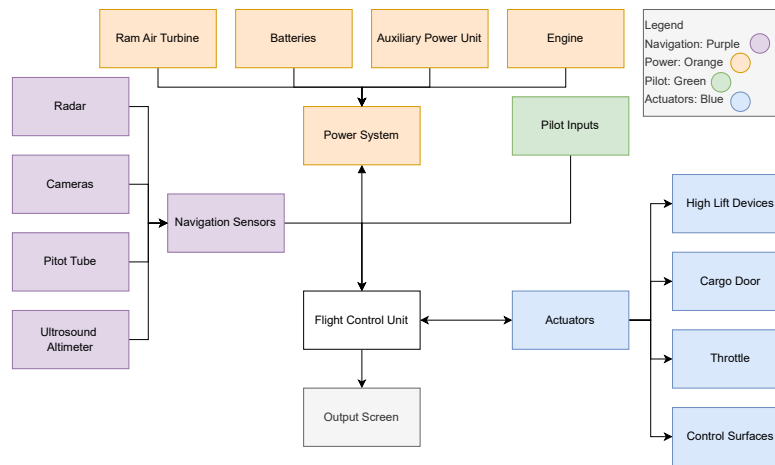 Ram Air Turbine
Batteries
Auxiliary Power Unit
Engine
Legend
Navigation: Purple
Power: Orange
Pilot: Green
Actuators: Blue
Radar
Power System
Pilot Inputs
Cameras
Navigation Sensors
High Lift Devices
Pitot Tube
Cargo Door
Ultrosound
Altimeter
Flight Control Unit
Actuators
Throttle
Output Screen
Control Surfaces